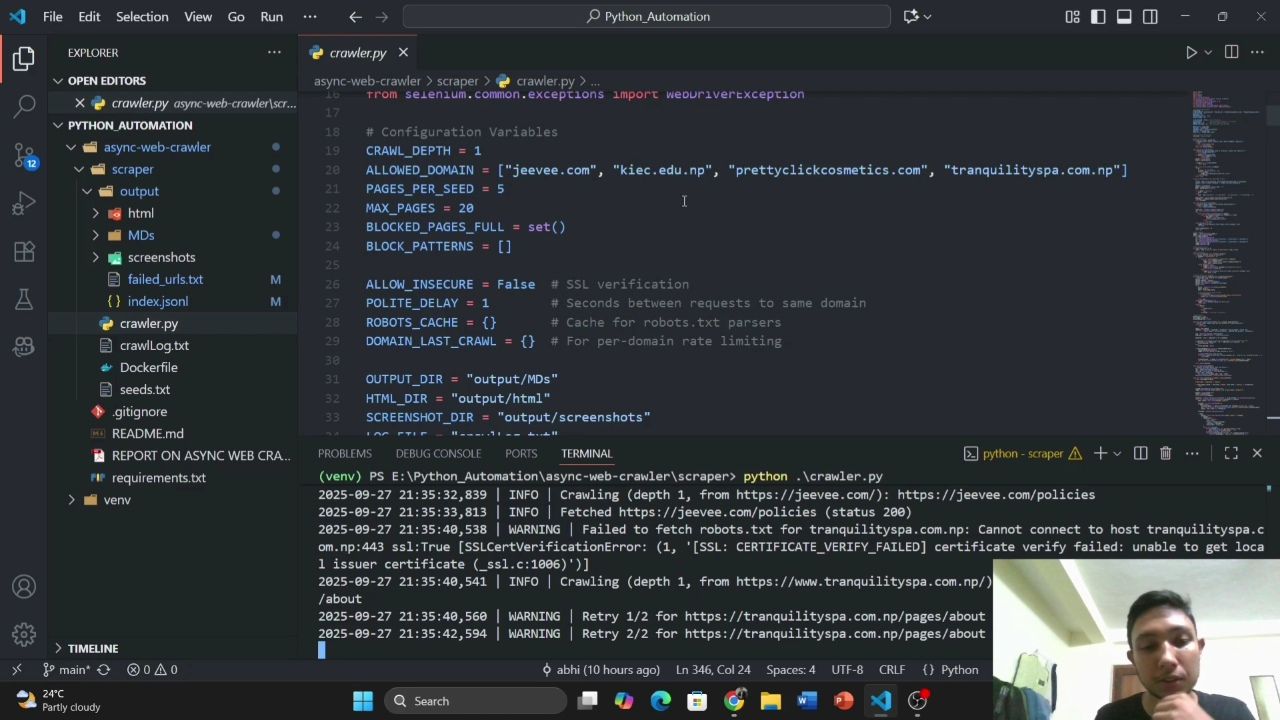 File Edit Selection View Go Run ··· Python_Automation
EXPLORER
OPEN EDITORS
crawler.py async-web-crawler\scr...
PYTHON_AUTOMATION
async-web-crawler
scraper
output
html
MDs
screenshots
failed_urls.txt M
index.jsonl M
crawler.py
crawlLog.txt
Dockerfile
seeds.txt
.gitignore
README.md
REPORT ON ASYNC WEB CRA...
requirements.txt
venv
TIMELINE
12
crawler.py
async-web-crawler > scraper > crawler.py > ...
16 from selenium.common.exceptions import WebDriverException
17
18 # Configuration Variables
19 CRAWL_DEPTH = 1
20 ALLOWED_DOMAIN "jeevee.com", "kiec.edu.np", "prettyclickcosmetics.com", "tranquilityspa.com.np"]
21 PAGES_PER_SEED = 5
22 MAX_PAGES = 20
23 BLOCKED_PAGES_FULL = set()
24 BLOCK_PATTERNS = []
25
26 ALLOW_INSECURE = False # SSL verification
27 POLITE_DELAY = 1 # Seconds between requests to same domain
28 ROBOTS_CACHE = {} # Cache for robots.txt parsers
29 DOMAIN_LAST_CRAWL = {} # For per-domain rate limiting
30
31 OUTPUT_DIR = "output/MDs"
32 HTML_DIR = "output/html"
33 SCREENSHOT_DIR = "output/screenshots"
34 LOG_FILE = "crawlLog.txt"
PROBLEMS DEBUG CONSOLE PORTS TERMINAL python - scraper
(venv) PS E:\Python_Automation\async-web-crawler\scraper> python .\crawler.py
2025-09-27 21:35:32,839 | INFO | Crawling (depth 1, from https://jeevee.com/): https://jeevee.com/policies
2025-09-27 21:35:33,813 | INFO | Fetched https://jeevee.com/policies (status 200)
2025-09-27 21:35:40,538 | WARNING | Failed to fetch robots.txt for tranquilityspa.com.np: Cannot connect to host tranquilityspa.c
om.np:443 ssl:True [SSLCertVerificationError: (1, '[SSL: CERTIFICATE_VERIFY_FAILED] certificate verify failed: unable to get loca
l issuer certificate (_ssl.c:1006)')]
2025-09-27 21:35:40,541 | INFO | Crawling (depth 1, from https://www.tranquilityspa.com.np/)
/about
2025-09-27 21:35:40,560 | WARNING | Retry 1/2 for https://tranquilityspa.com.np/pages/about
2025-09-27 21:35:42,594 | WARNING | Retry 2/2 for https://tranquilityspa.com.np/pages/about
main* 0 0 abhi (10 hours ago) Ln 346, Col 24 Spaces: 4 UTF-8 CRLF {} Python
24°C
Partly cloudy
Search